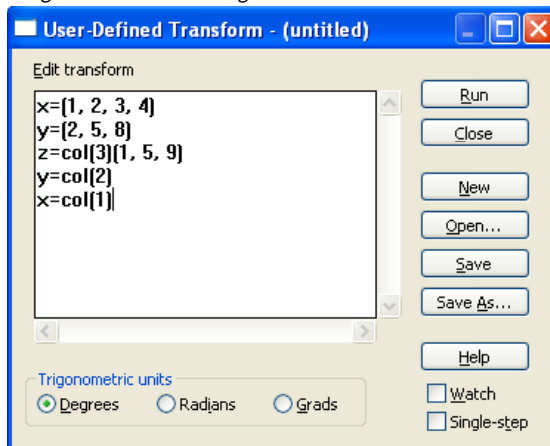 User-Defined Transform - (untitled)
Edit transform
x=(1, 2, 3, 4)
y=(2, 5, 8)
z=col(3)(1, 5, 9)
y=col(2)
x=col(1)
Run
Close
New
Open...
Save
Save As...
Help
Trigonometric units
Degrees Radians Grads
Watch
Single-step